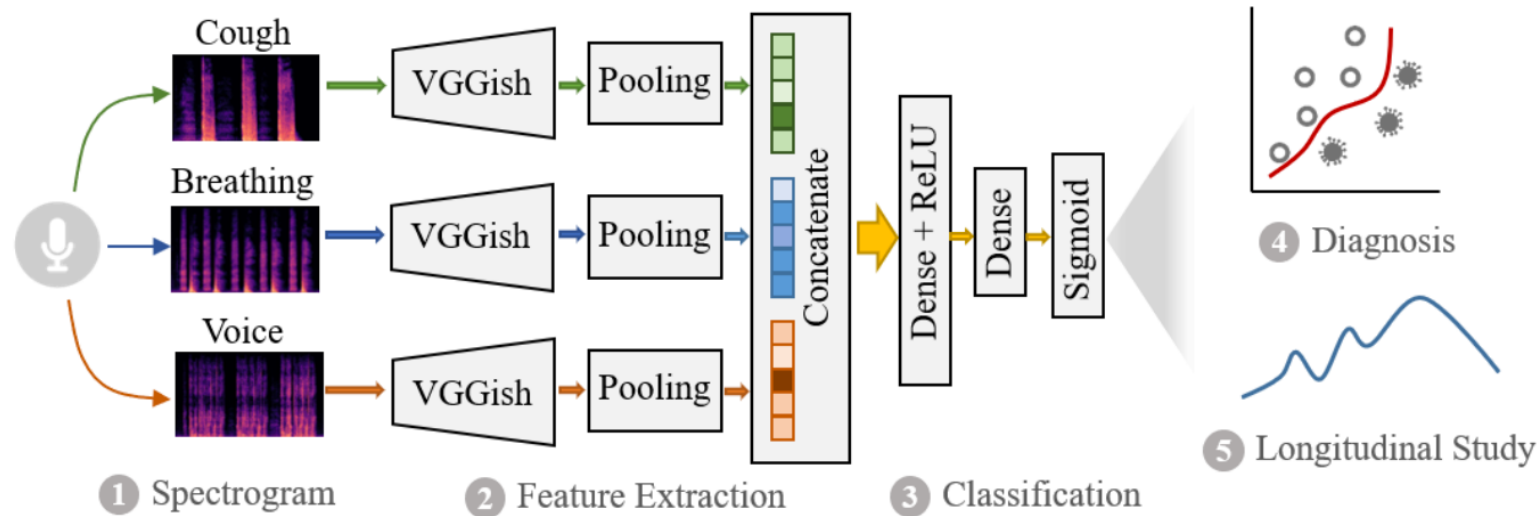 Cough
VGGish
Pooling
Breathing
VGGish
Pooling
Voice
VGGish
Pooling
Concatenate
Dense + ReLU
Dense
Sigmoid
1 Spectrogram
2 Feature Extraction
3 Classification
4 Diagnosis
5 Longitudinal Study